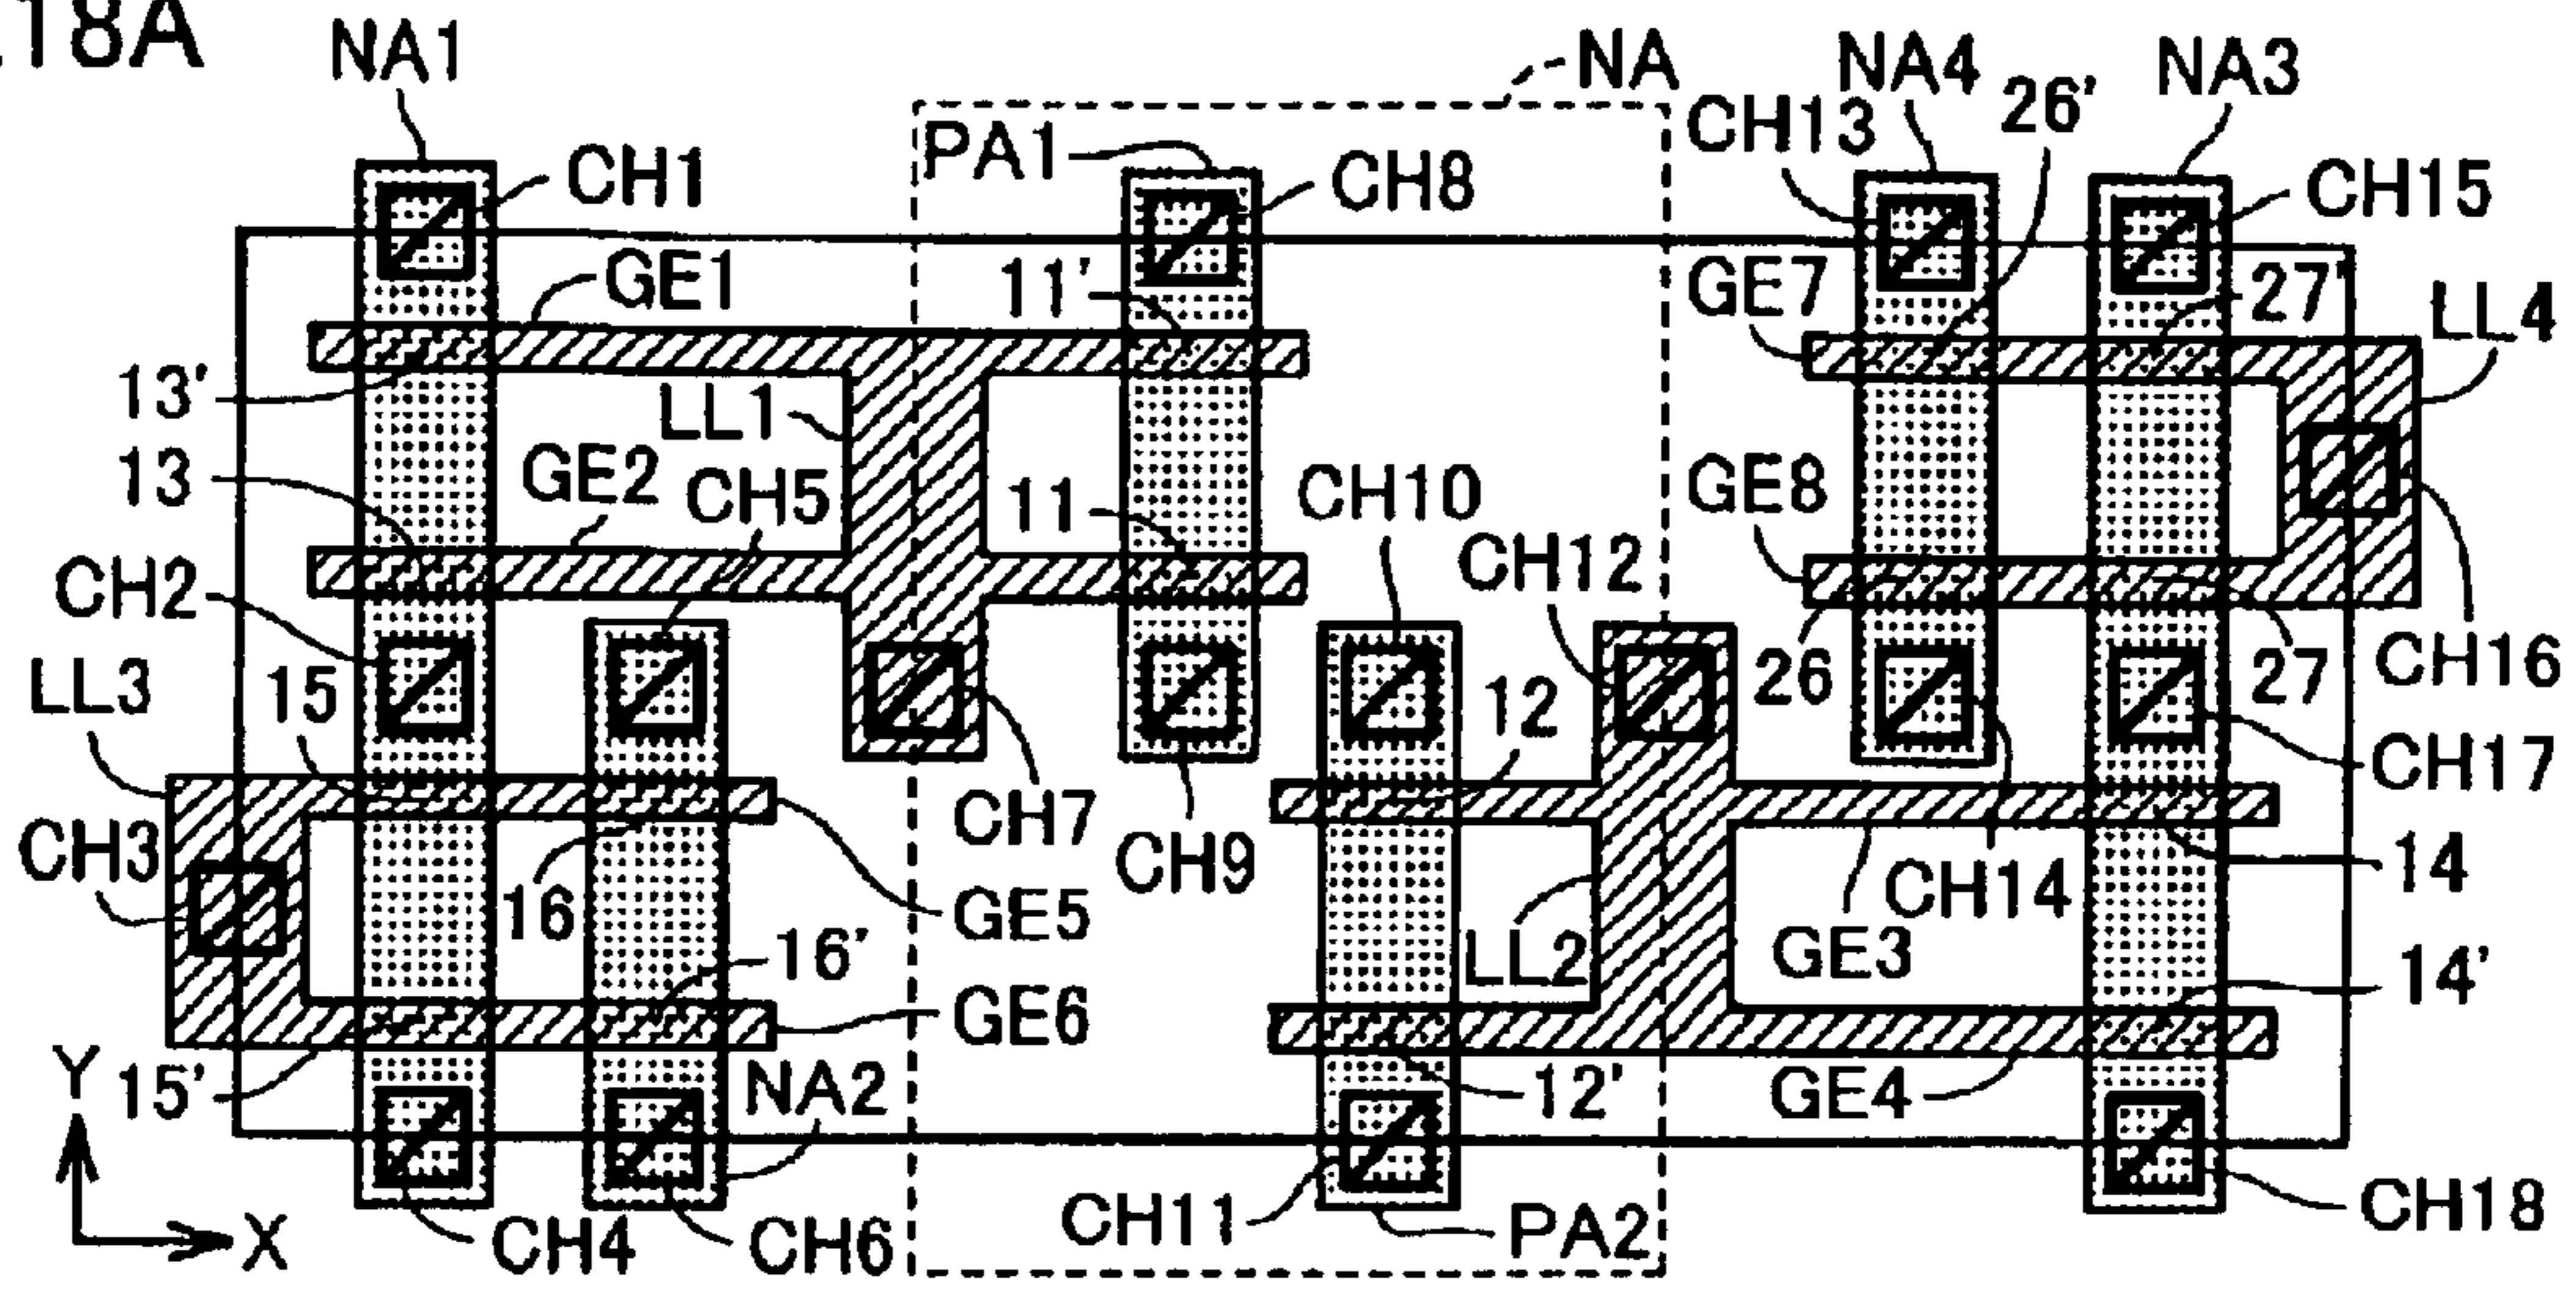 18A
NA1
NA
NA4
NA3
CH13
26'
PA1
CH1
CH8
CH15
GE1
11'
GE7
27'
LL4
13'
LL1
13
GE2
CH5
11
CH10
GE8
CH12
CH2
LL3
15
12
26
27
CH16
CH7
CH17
CH3
CH9
16
GE5
CH14
14
16'
LL2
GE3
14'
GE6
Y
15'
NA2
12'
GE4
X
CH4
CH6
CH11
PA2
CH18